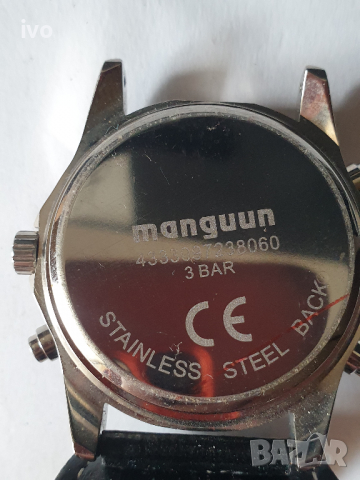 ivo
manguun
3 BAR
CE
STAINLESS STEEL BACK
BAZAR